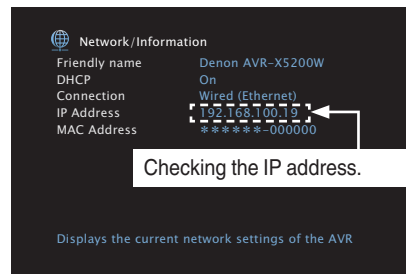 Network/Information
Friendly name Denon AVR-X5200W
DHCP On
Connection Wired (Ethernet)
IP Address 192.168.100.19
MAC Address ******-000000
Checking the IP address.
Displays the current network settings of the AVR